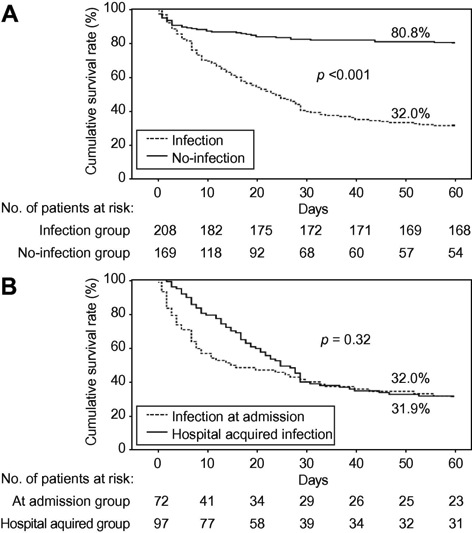 A
Cumulative survival rate (%)
100
80
60
40
20
0
80.8%
p <0.001
32.0%
Infection
No-infection
0 10 20 30 40 50 60
No. of patients at risk: Days
Infection group 208 182 175 172 171 169 168
No-infection group 169 118 92 68 60 57 54
B
Cumulative survival rate (%)
100
80
60
40
20
0
p = 0.32
32.0%
31.9%
Infection at admission
Hospital acquired infection
0 10 20 30 40 50 60
No. of patients at risk: Days
At admission group 72 41 34 29 26 25 23
Hospital aquired group 97 77 58 39 34 32 31